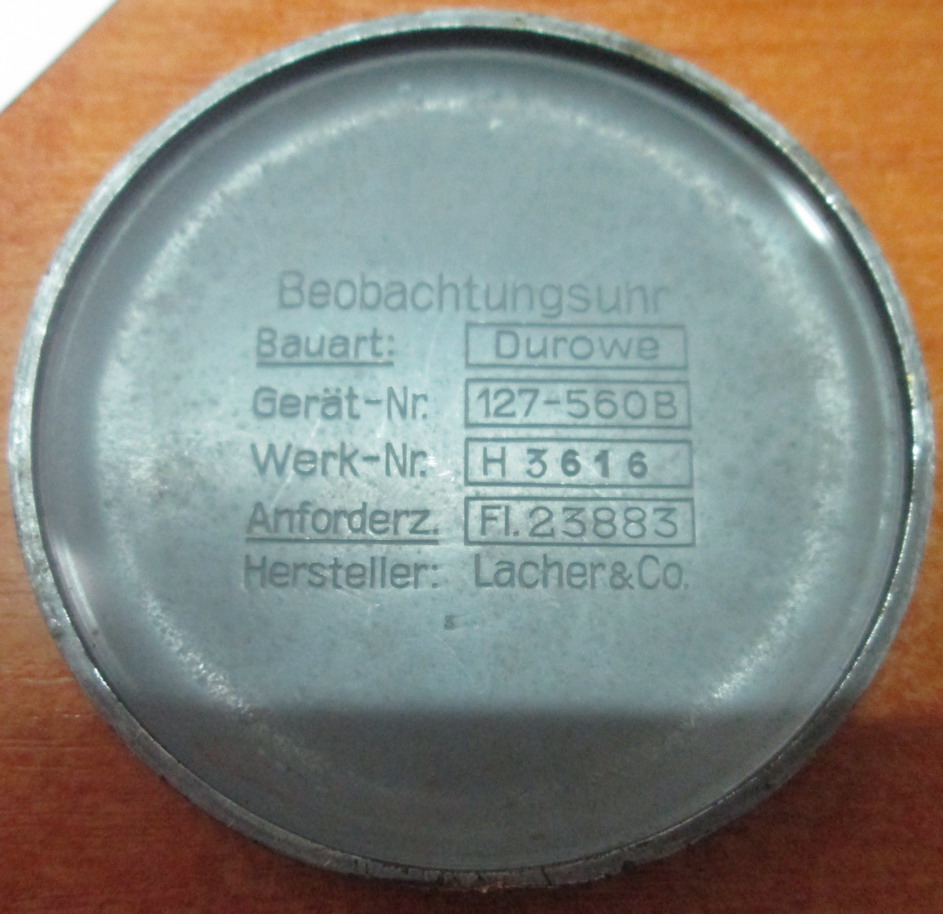 Beobachtungsuhr
Bauart: Durowe
Gerät-Nr. 127-560B
Werk-Nr. H 3616
Anforderz. Fl.23883
Hersteller: Lacher&Co.